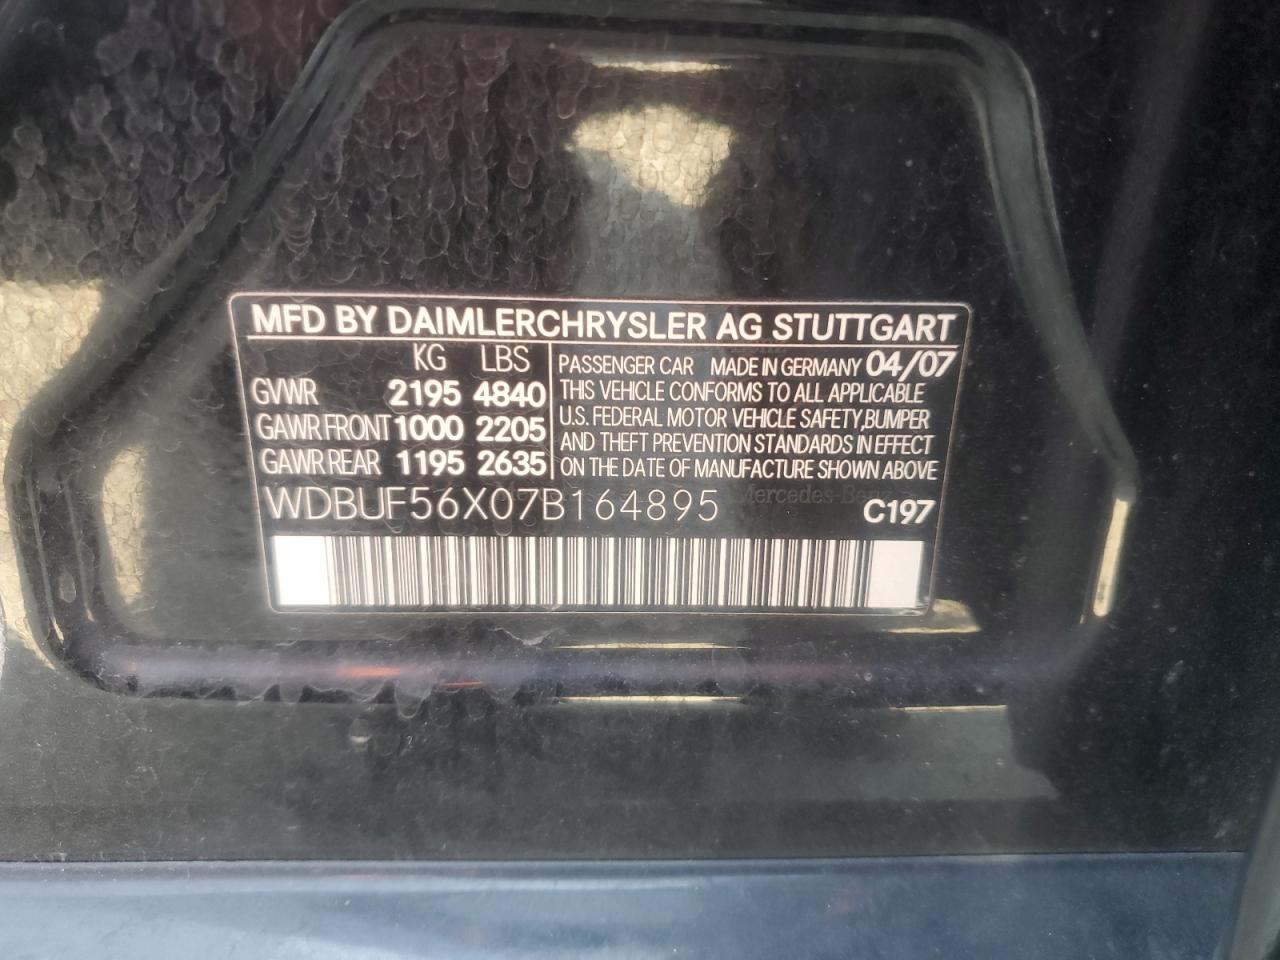 MFD BY DAIMLERCHRYSLER AG STUTTGART
KG LBS
GVWR 2195 4840
GAWR FRONT 1000 2205
GAWR REAR 1195 2635
PASSENGER CAR MADE IN GERMANY 04/07
THIS VEHICLE CONFORMS TO ALL APPLICABLE
U.S. FEDERAL MOTOR VEHICLE SAFETY,BUMPER
AND THEFT PREVENTION STANDARDS IN EFFECT
ON THE DATE OF MANUFACTURE SHOWN ABOVE
WDBUF56X07B164895
Mercedes-Benz
C197